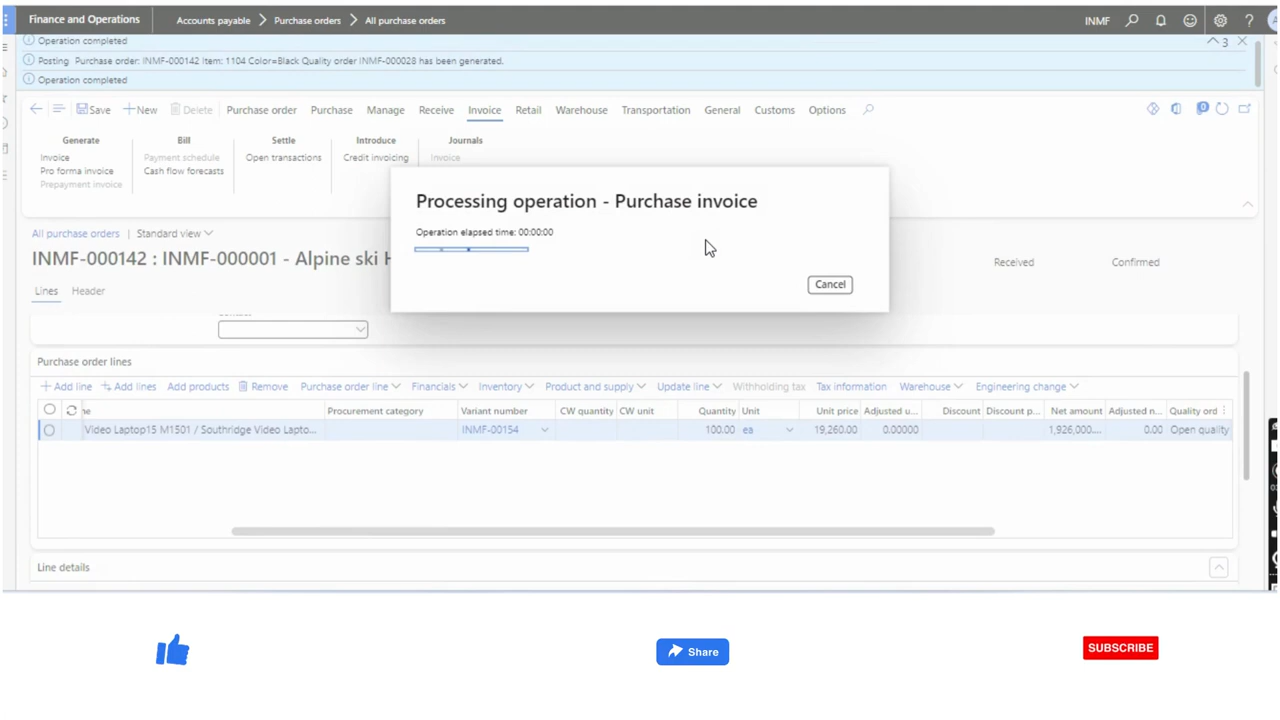 Finance and Operations Accounts payable Purchase orders All purchase orders INMF
Operation completed 3
Posting Purchase order: INMF-000142 Item: 1104 Color=Black Quality order INMF-000028 has been generated.
Operation completed
Save New Delete Purchase order Purchase Manage Receive Invoice Retail Warehouse Transportation General Customs Options
Generate Bill Settle Introduce Journals
Invoice Payment schedule Open transactions Credit invoicing Invoice
Pro forma invoice Cash flow forecasts
Prepayment invoice
Processing operation - Purchase invoice
Operation elapsed time: 00:00:00
Cancel
All purchase orders Standard view
INMF-000142 : INMF-000001 - Alpine ski
Received Confirmed
Lines Header
Purchase order lines
Add line Add lines Add products Remove Purchase order line Financials Inventory Product and supply Update line Withholding tax Tax information Warehouse Engineering change
Procurement category Variant number CW quantity CW unit Quantity Unit Unit price Adjusted u... Discount Discount p... Net amount Adjusted n... Quality ord
Video Laptop15 M1501 / Southridge Video Lapto... INMF-00154 100.00 ea 19,260.00 0.00000 1,926,000.... 0.00 Open quality
Line details
Share
SUBSCRIBE